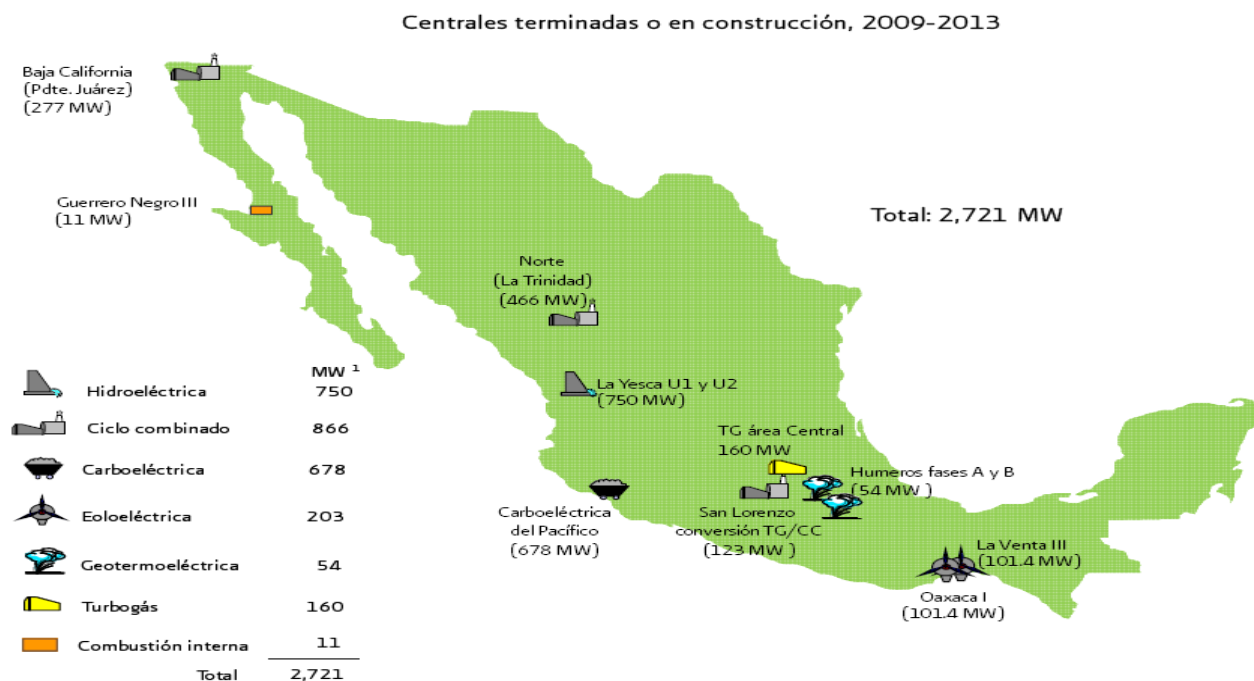 Centrales terminadas o en construcción, 2009-2013
Baja California
(Pdte. Juárez)
(277 MW)
Guerrero Negro III
(11 MW)
Total: 2,721 MW
Norte
(La Trinidad)
(466 MW)
La Yesca U1 y U2
(750 MW)
TG área Central
160 MW
Humeros fases A y B
(54 MW )
Carboeléctrica
del Pacífico
(678 MW)
San Lorenzo
conversión TG/CC
(123 MW )
La Venta III
(101.4 MW)
Oaxaca I
(101.4 MW)
MW 1
Hidroeléctrica 750
Ciclo combinado 866
Carboeléctrica 678
Eoloeléctrica 203
Geotermoeléctrica 54
Turbogás 160
Combustión interna 11
Total 2,721